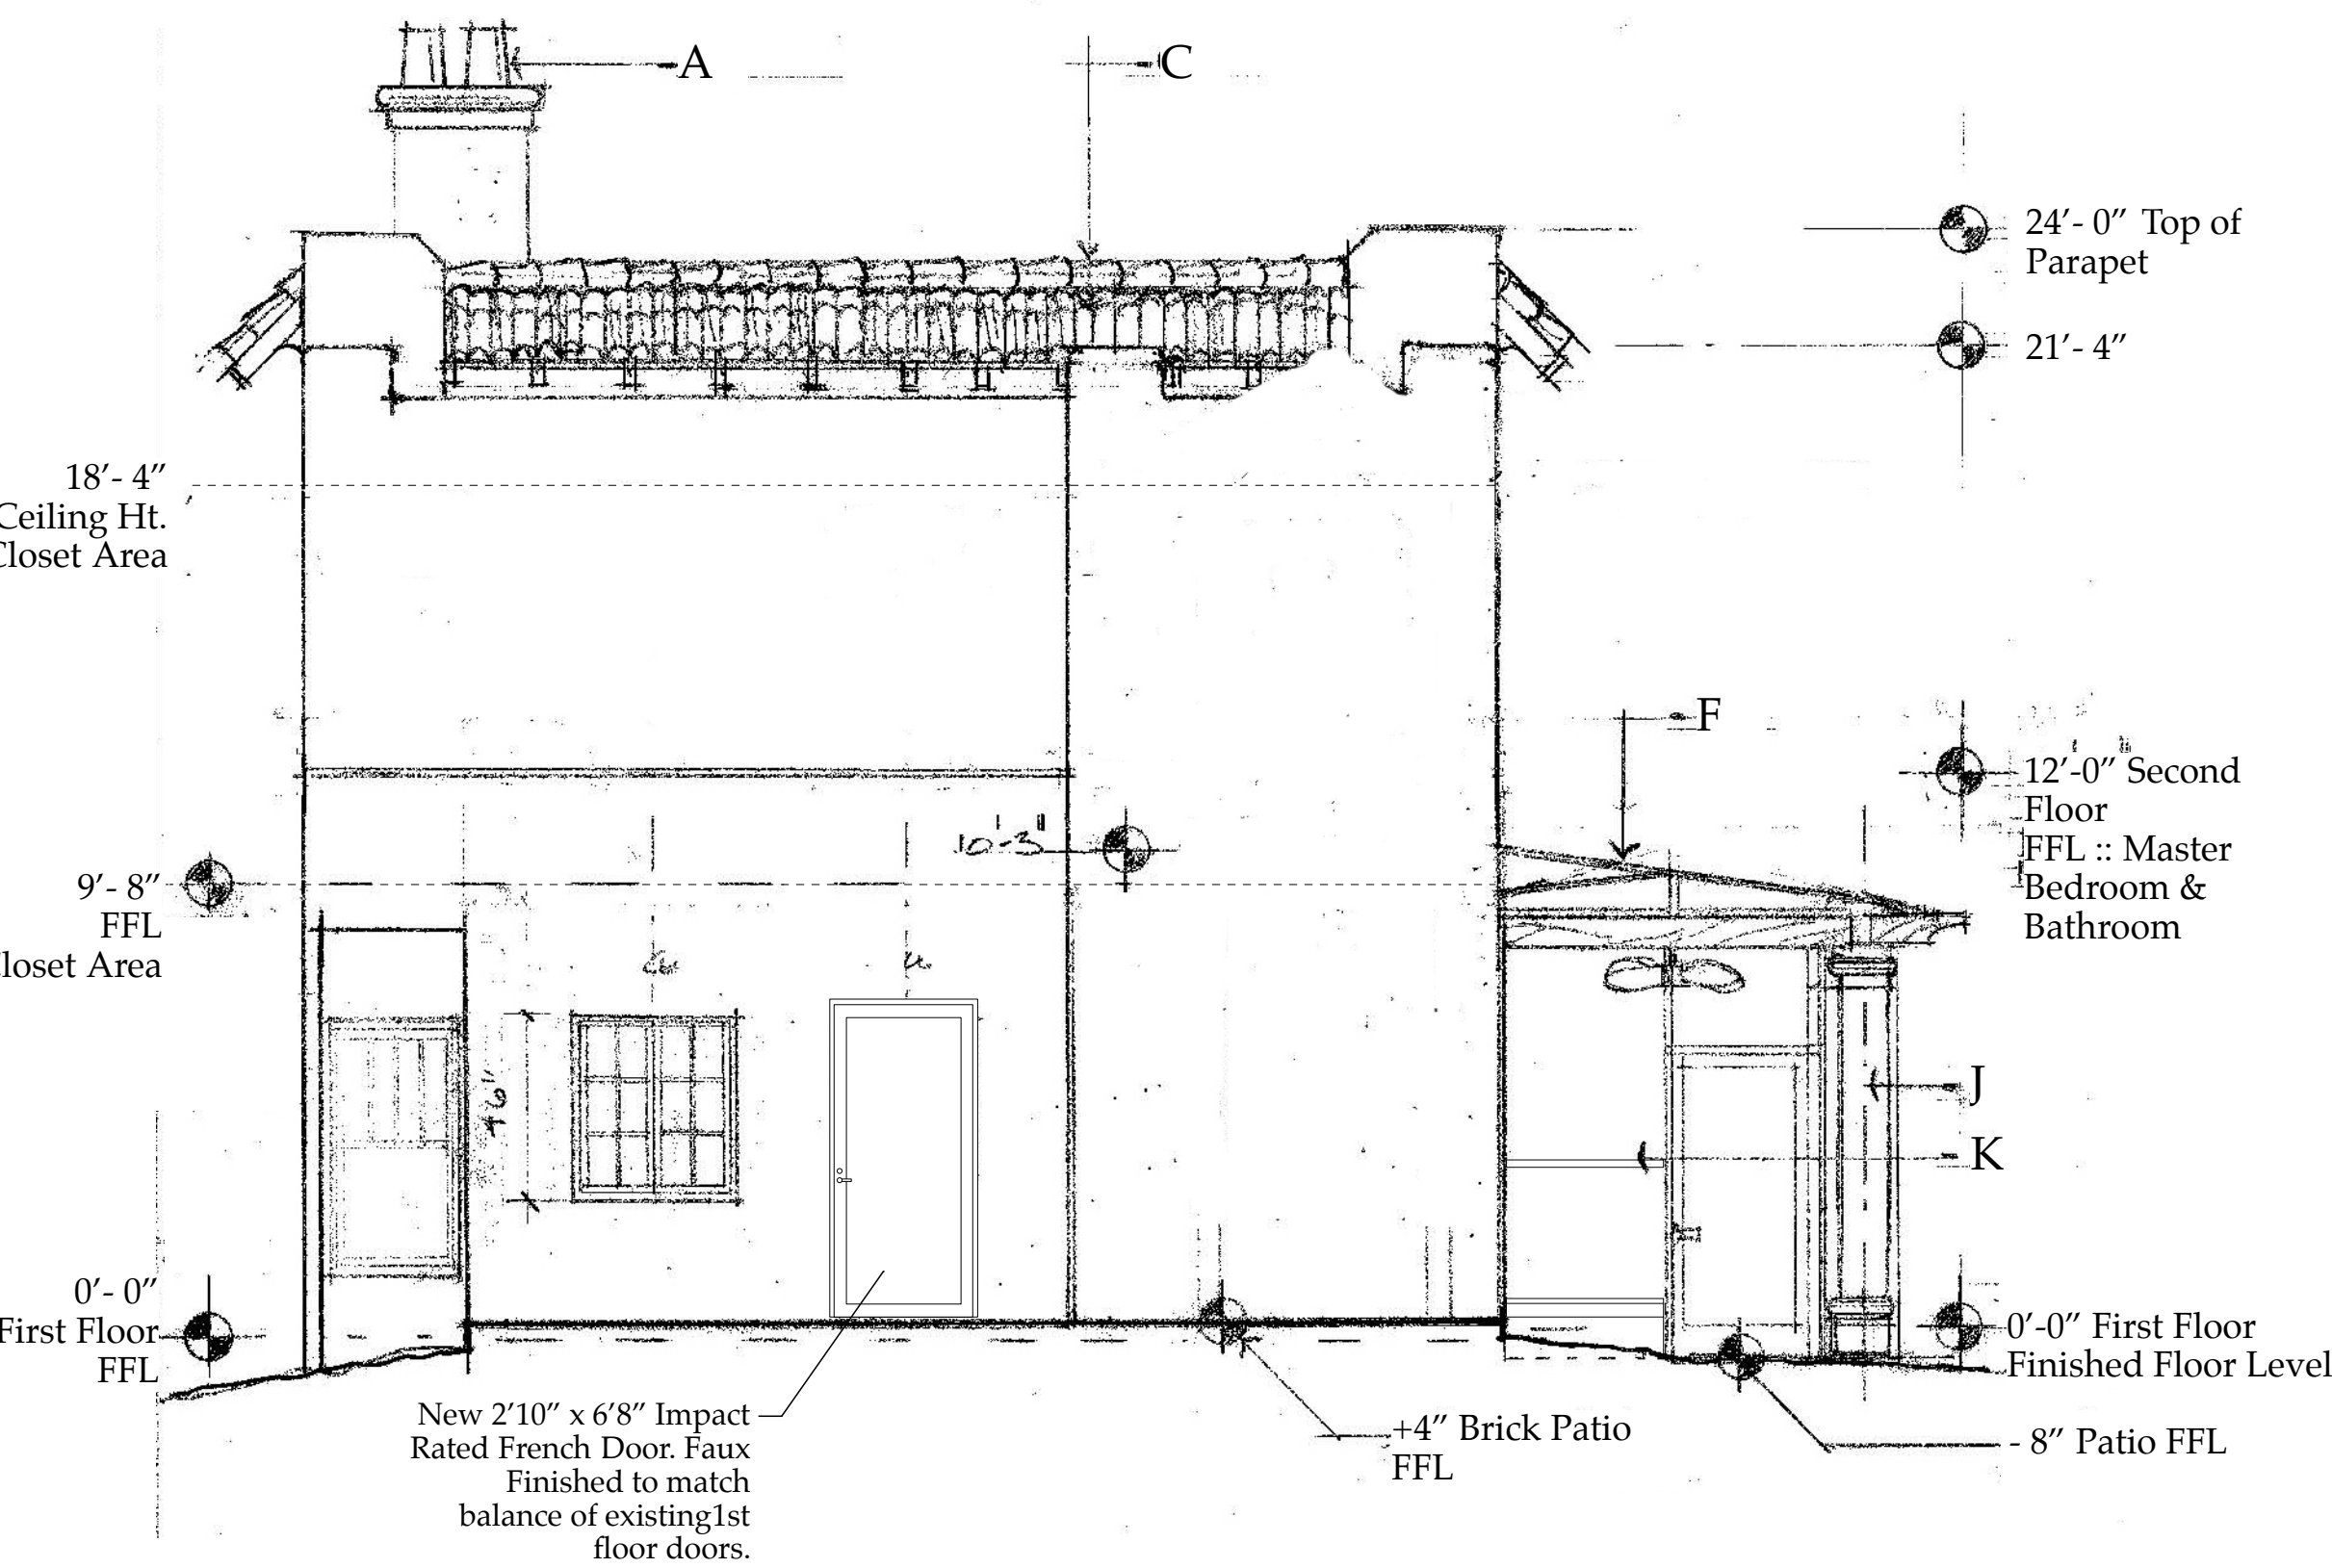 A
C
24′- 0″ Top of
Parapet
21′- 4″
18′- 4″
Ceiling Ht.
Closet Area
F
12′-0″ Second
Floor
FFL :: Master
Bedroom &
Bathroom
10'-3"
9′- 8″
FFL
Closet Area
J
K
0′- 0″
First Floor
FFL
0′-0″ First Floor
Finished Floor Level
New 2′10″ x 6′8″ Impact
Rated French Door. Faux
Finished to match
balance of existing1st
floor doors.
+4″ Brick Patio
FFL
- 8″ Patio FFL